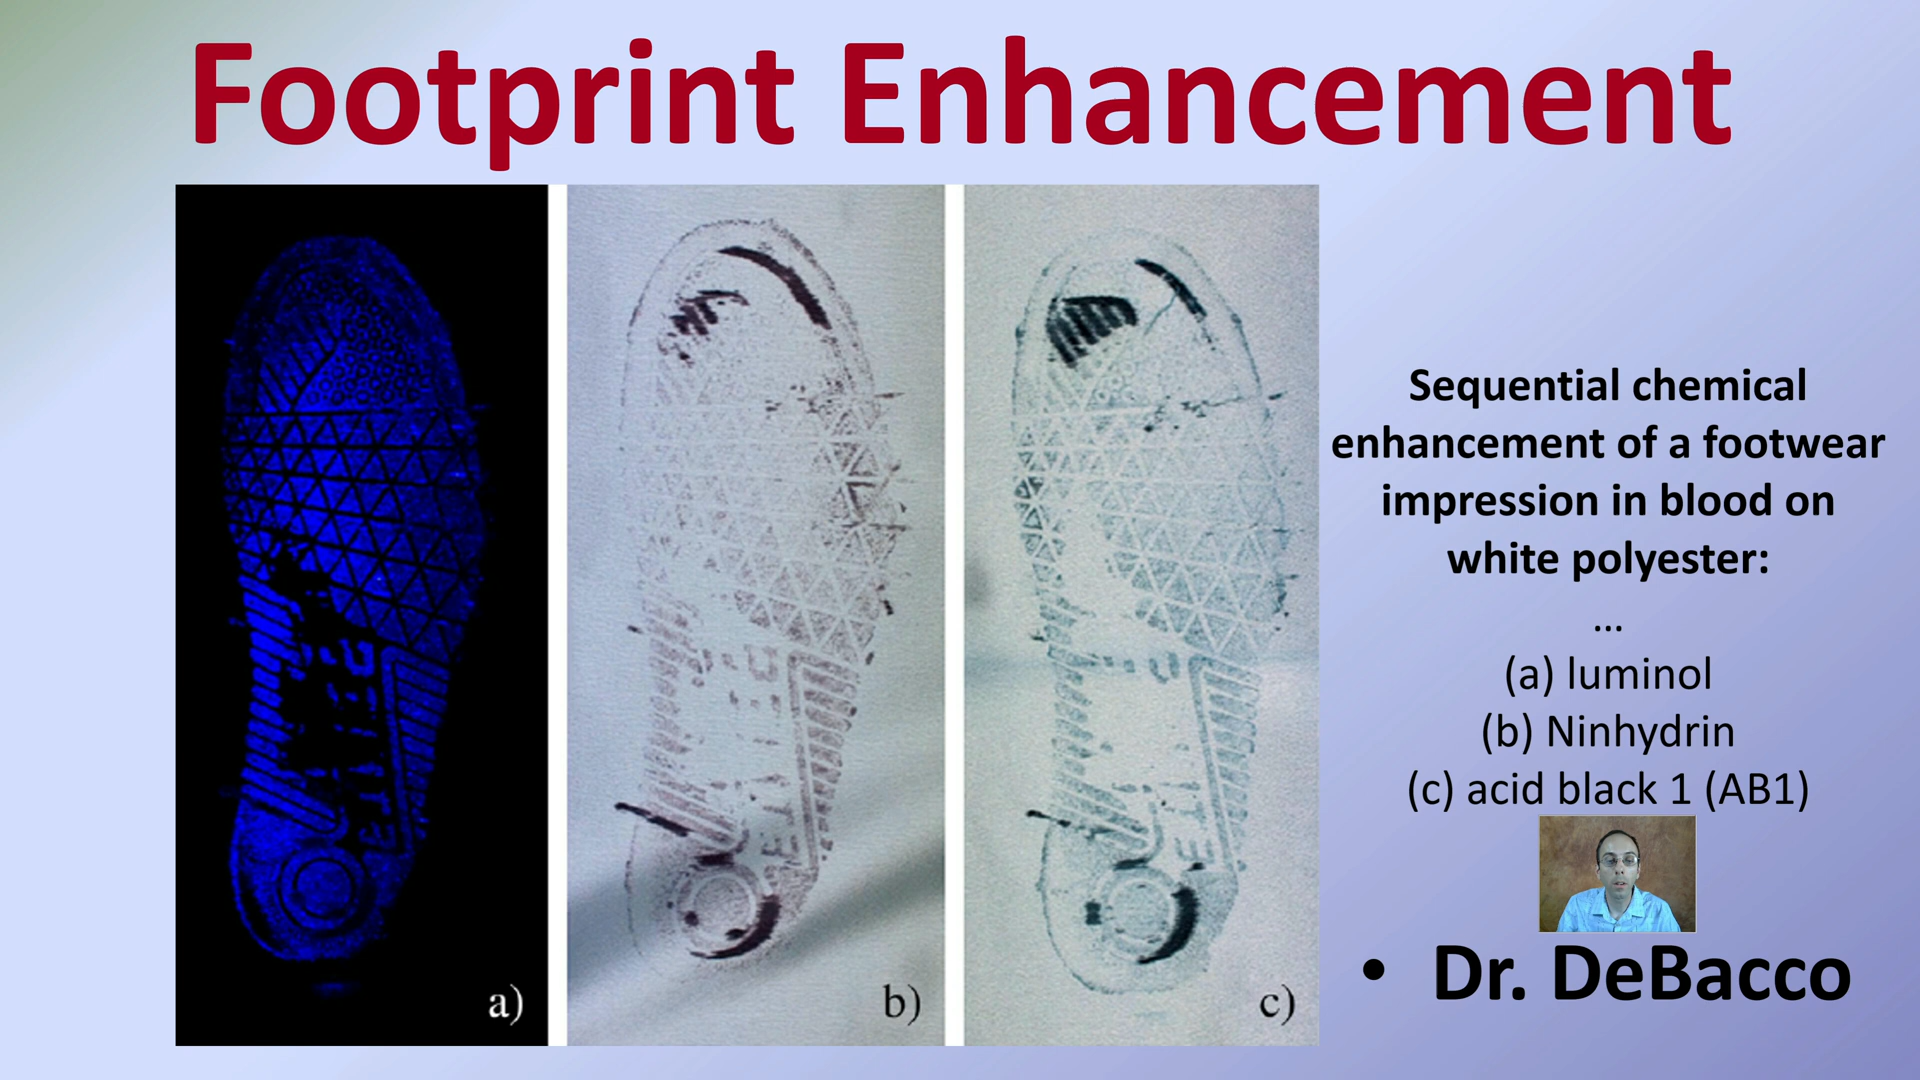 Footprint Enhancement
a)
b)
c)
Sequential chemical
enhancement of a footwear
impression in blood on
white polyester:
...
(a) luminol
(b) Ninhydrin
(c) acid black 1 (AB1)
• Dr. DeBacco